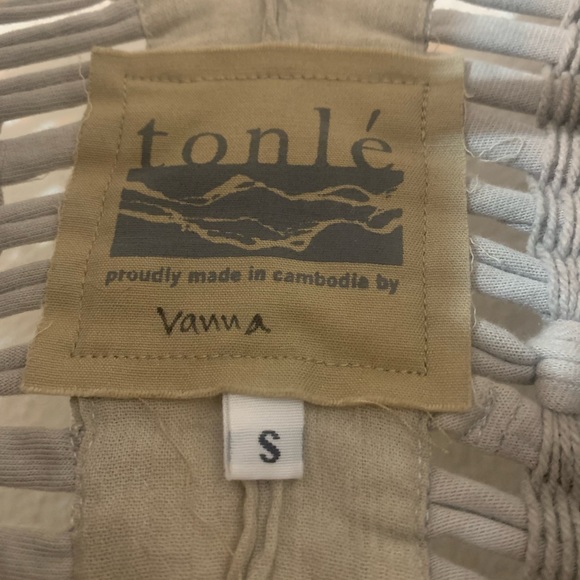 tonlé
proudly made in cambodia by
Vanna
S